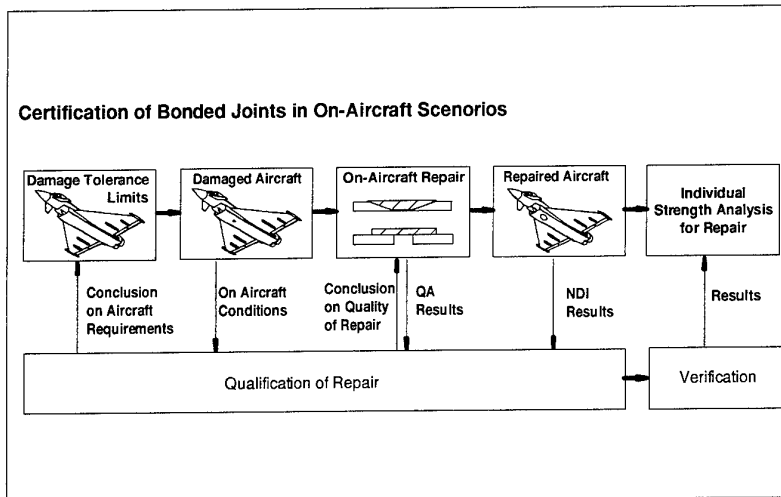 Certification of Bonded Joints in On-Aircraft Scenorios
Damage Tolerance
Limits
Damaged Aircraft
On-Aircraft Repair
Repaired Aircraft
Individual
Strength Analysis
for Repair
Conclusion
on Aircraft
Requirements
On Aircraft
Conditions
Conclusion
on Quality
of Repair
QA
Results
NDI
Results
Results
Qualification of Repair
Verification